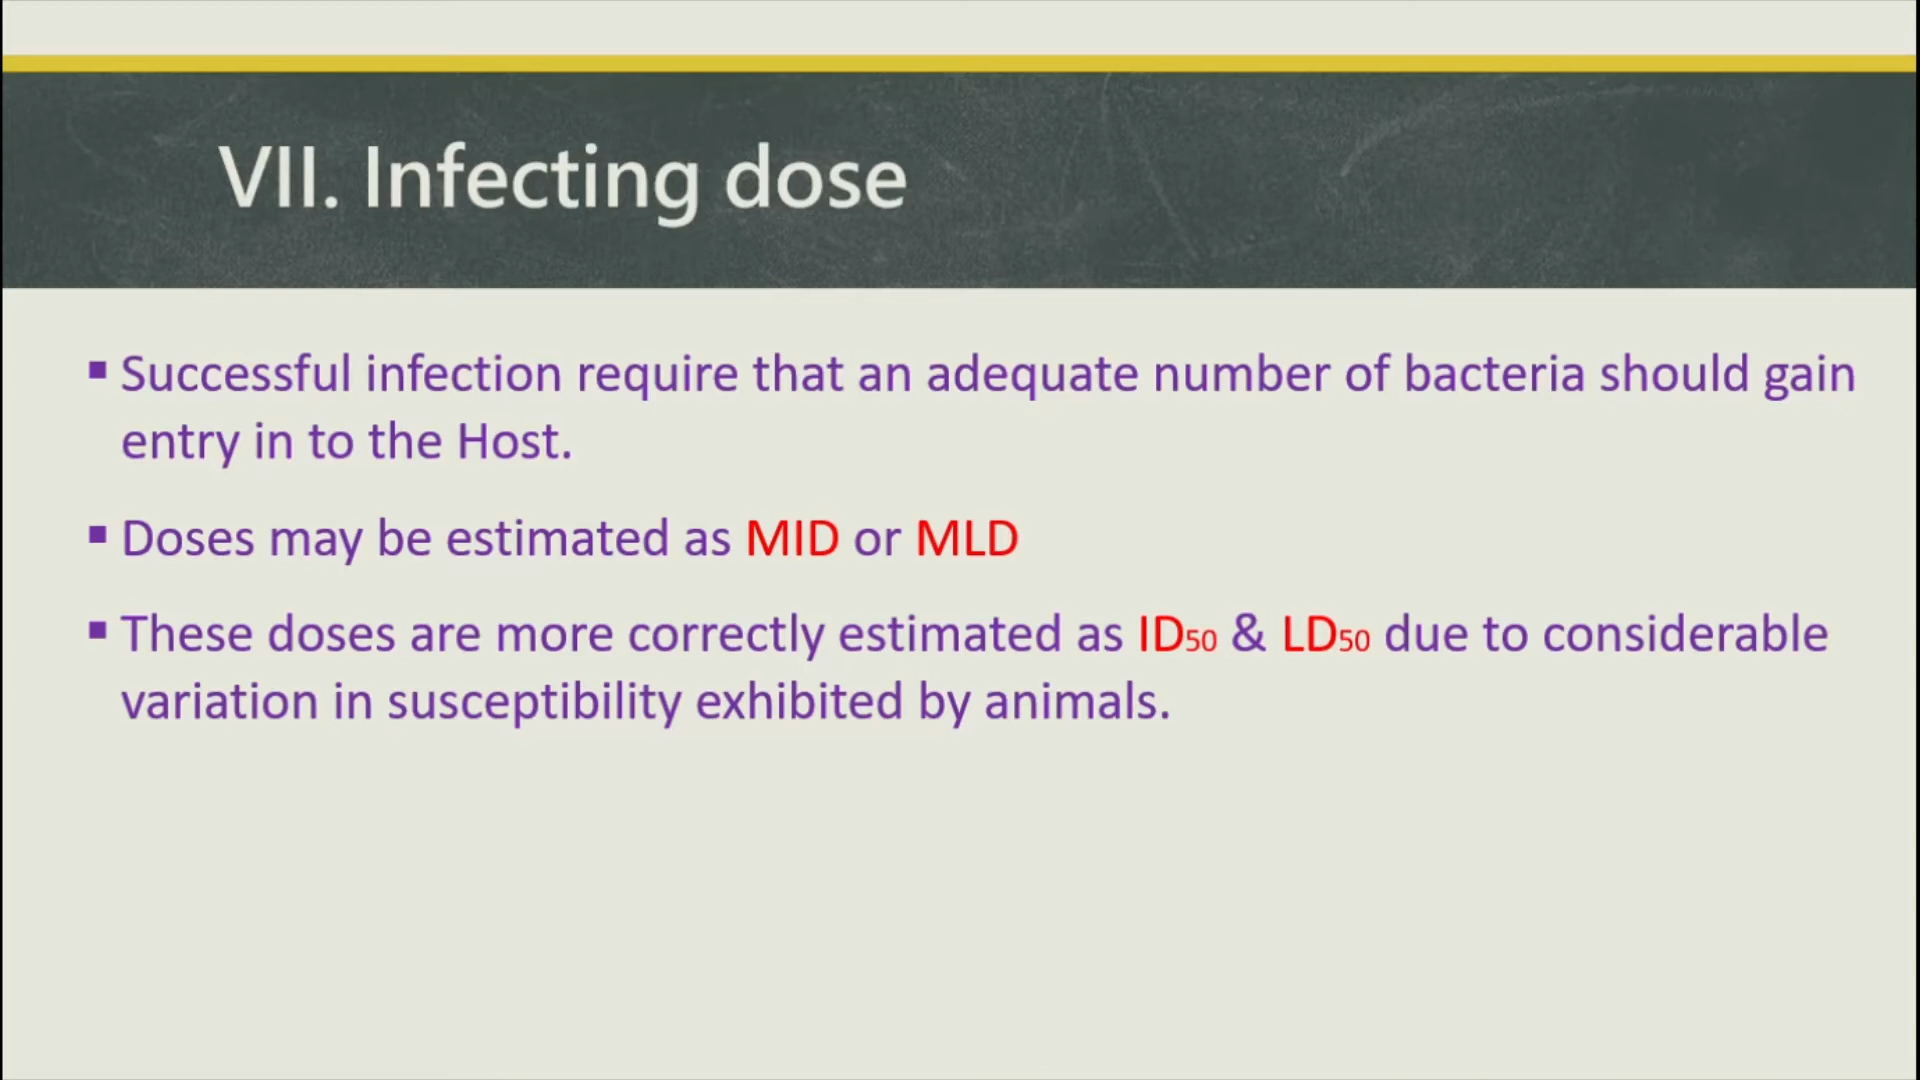 VII. Infecting dose
▪ Successful infection require that an adequate number of bacteria should gain
entry in to the Host.
▪ Doses may be estimated as MID or MLD
▪ These doses are more correctly estimated as ID50 & LD50 due to considerable
variation in susceptibility exhibited by animals.